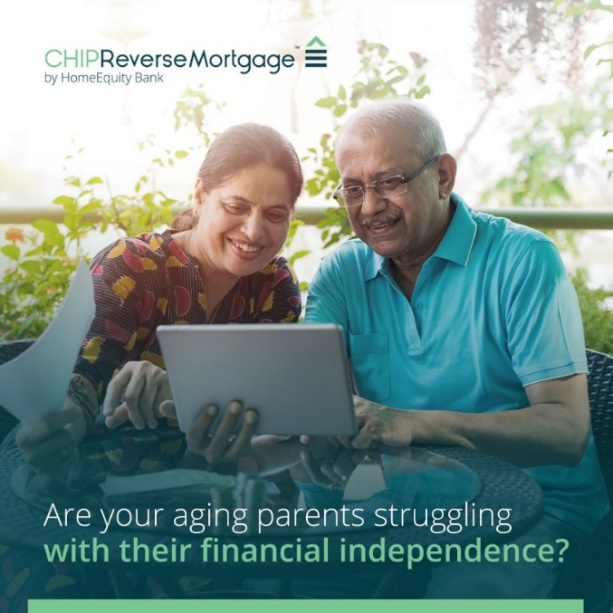 CHIPReverseMortgage™
by HomeEquity Bank
Are your aging parents struggling
with their financial independence?